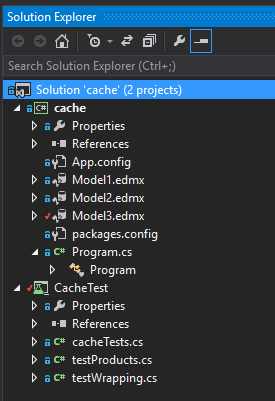 Solution Explorer
Search Solution Explorer (Ctrl+;)
Solution 'cache' (2 projects)
C# cache
Properties
References
App.config
Model1.edmx
Model2.edmx
Model3.edmx
packages.config
C# Program.cs
Program
CacheTest
Properties
References
C# cacheTests.cs
C# testProducts.cs
C# testWrapping.cs